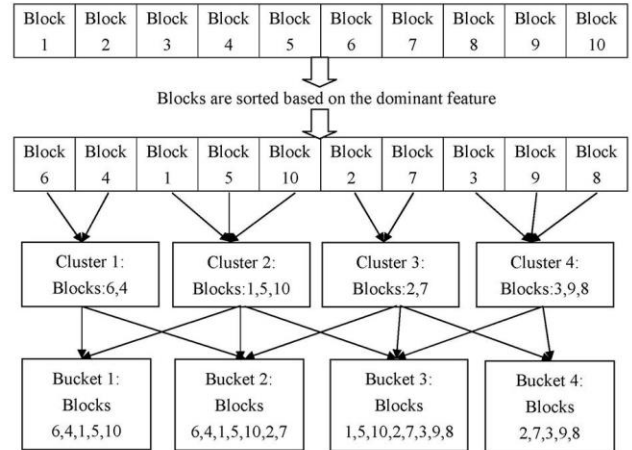 Block Block Block Block Block Block Block Block Block Block
1 2 3 4 5 6 7 8 9 10
Blocks are sorted based on the dominant feature
Block Block Block Block Block Block Block Block Block Block
6 4 1 5 10 2 7 3 9 8
Cluster 1:
Blocks:6,4
Cluster 2:
Blocks:1,5,10
Cluster 3:
Blocks:2,7
Cluster 4:
Blocks:3,9,8
Bucket 1:
Blocks
6,4,1,5,10
Bucket 2:
Blocks
6,4,1,5,10,2,7
Bucket 3:
Blocks
1,5,10,2,7,3,9,8
Bucket 4:
Blocks
2,7,3,9,8